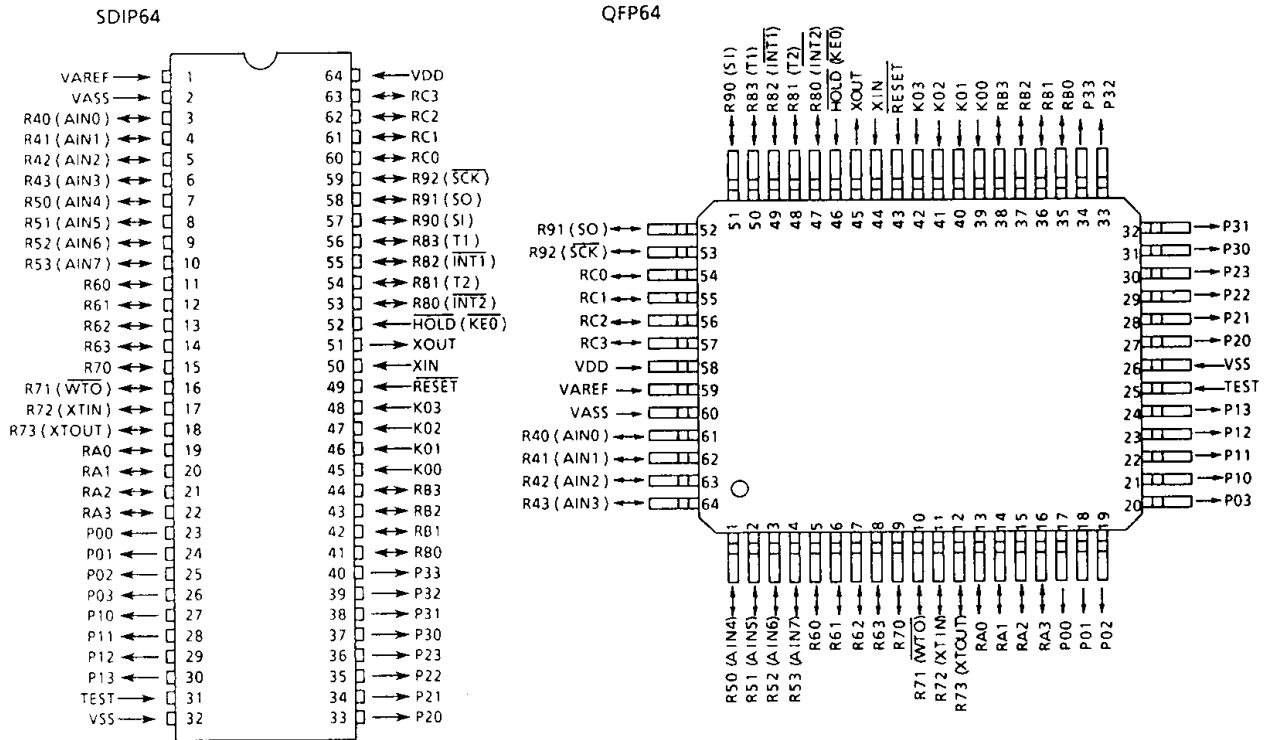 SDIP64
VAREF 1 64 VDD
VASS 2 63 RC3
R40 (AIN0) 3 62 RC2
R41 (AIN1) 4 61 RC1
R42 (AIN2) 5 60 RC0
R43 (AIN3) 6 59 R92 (SCK)
R50 (AIN4) 7 58 R91 (SO)
R51 (AIN5) 8 57 R90 (SI)
R52 (AIN6) 9 56 R83 (T1)
R53 (AIN7) 10 55 R82 (INT1)
R60 11 54 R81 (T2)
R61 12 53 R80 (INT2)
R62 13 52 HOLD (KE0)
R63 14 51 XOUT
R70 15 50 XIN
R71 (WTO) 16 49 RESET
R72 (XTIN) 17 48 K03
R73 (XTOUT) 18 47 K02
RA0 19 46 K01
RA1 20 45 K00
RA2 21 44 RB3
RA3 22 43 RB2
P00 23 42 RB1
P01 24 41 RB0
P02 25 40 P33
P03 26 39 P32
P10 27 38 P31
P11 28 37 P30
P12 29 36 P23
P13 30 35 P22
TEST 31 34 P21
VSS 32 33 P20
QFP64
R90 (SI)
R83 (T1)
R82 (INT1)
R81 (T2)
R80 (INT2)
HOLD (KE0)
XOUT
XIN
RESET
K03
K02
K01
K00
RB3
RB2
RB1
RB0
P33
P32
51 50 49 48 47 46 45 44 43 42 41 40 39 38 37 36 35 34 33
R91 (SO) 52
R92 (SCK) 53
RC0 54
RC1 55
RC2 56
RC3 57
VDD 58
VAREF 59
VASS 60
R40 (AIN0) 61
R41 (AIN1) 62
R42 (AIN2) 63
R43 (AIN3) 64
32 P31
31 P30
30 P23
29 P22
28 P21
27 P20
26 VSS
25 TEST
24 P13
23 P12
22 P11
21 P10
20 P03
1 2 3 4 5 6 7 8 9 10 11 12 13 14 15 16 17 18 19
R50 (AIN4)
R51 (AIN5)
R52 (AIN6)
R53 (AIN7)
R60
R61
R62
R63
R70
R71 (WTO)
R72 (XTIN)
R73 (XTOUT)
RA0
RA1
RA2
RA3
P00
P01
P02